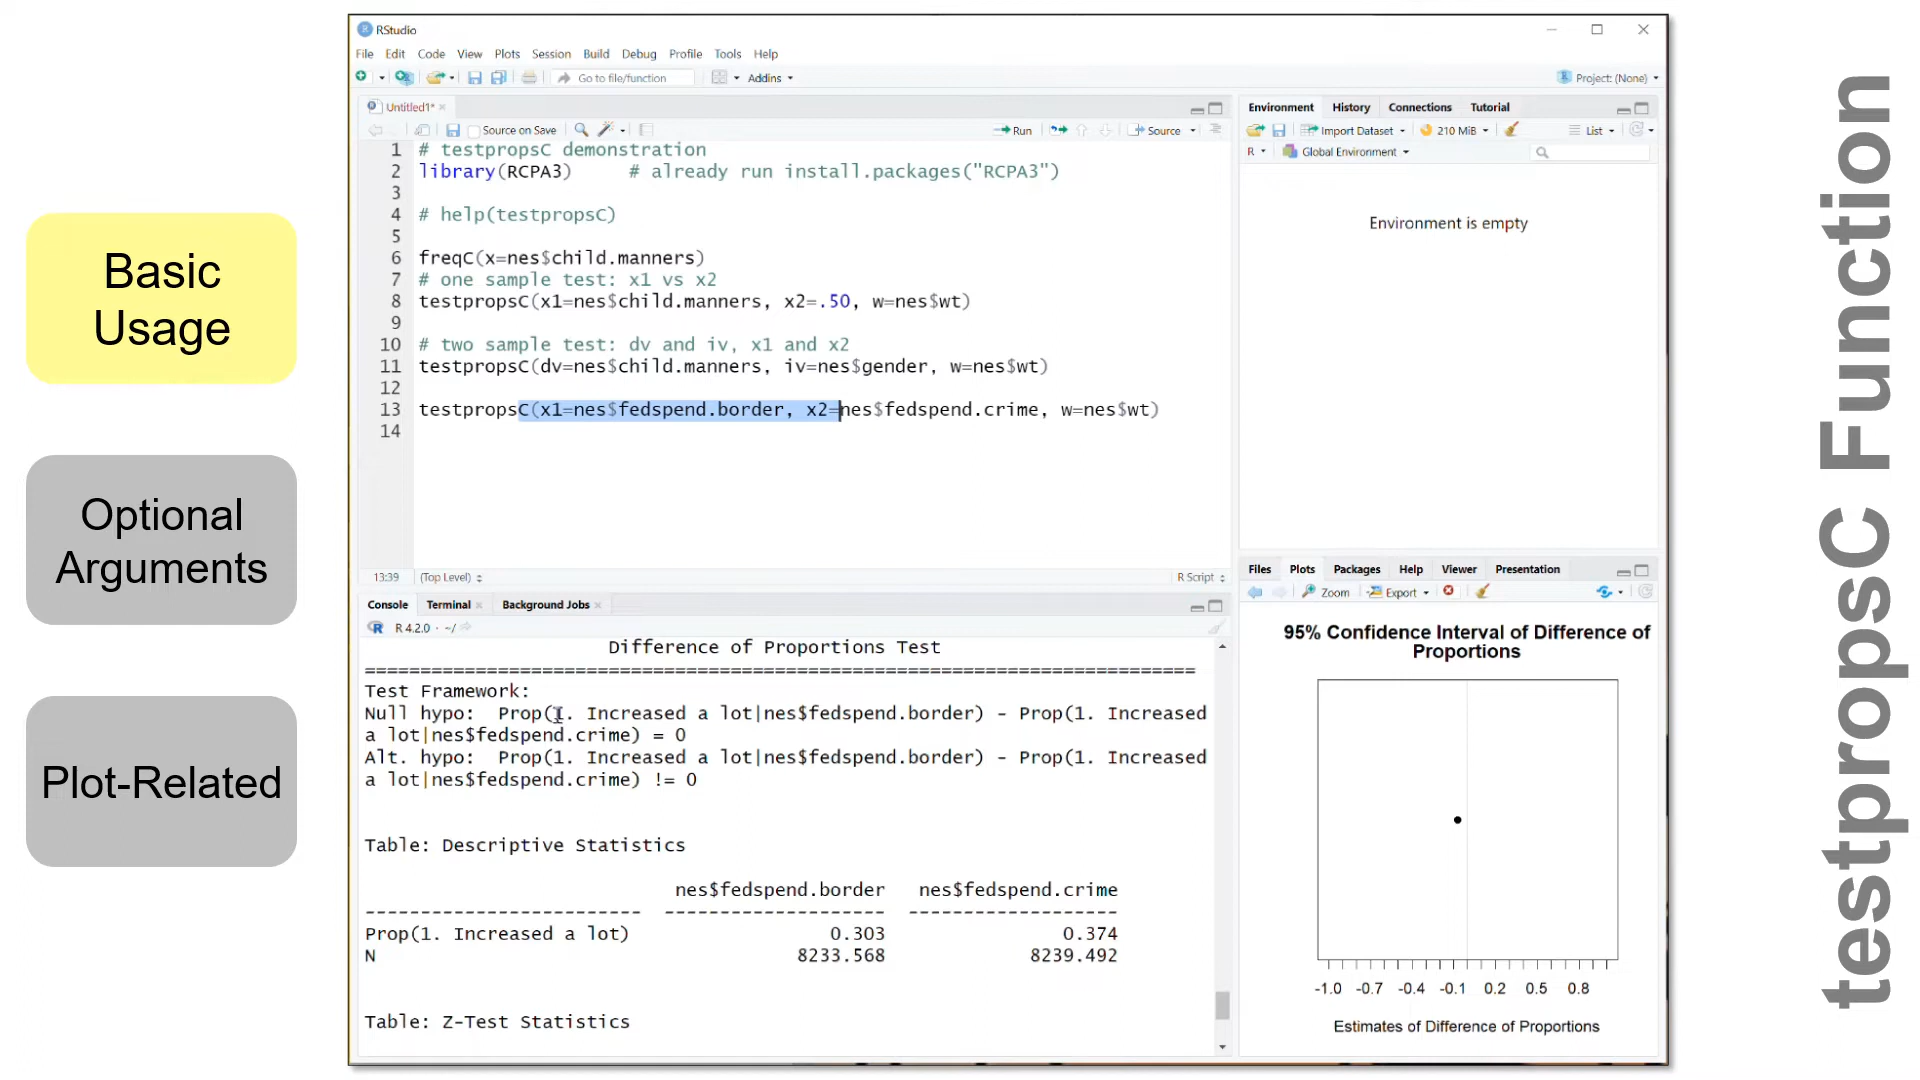 Basic
Usage
Optional
Arguments
Plot-Related
RStudio
File Edit Code View Plots Session Build Debug Profile Tools Help
Go to file/function Addins Project: (None)
Untitled1*
Source on Save Run Source
1 # testpropsC demonstration
2 library(RCPA3) # already run install.packages("RCPA3")
3
4 # help(testpropsC)
5
6 freqC(x=nes$child.manners)
7 # one sample test: x1 vs x2
8 testpropsC(x1=nes$child.manners, x2=.50, w=nes$wt)
9
10 # two sample test: dv and iv, x1 and x2
11 testpropsC(dv=nes$child.manners, iv=nes$gender, w=nes$wt)
12
13 testpropsC(x1=nes$fedspend.border, x2=nes$fedspend.crime, w=nes$wt)
14
13:39 (Top Level) R Script
Console Terminal Background Jobs
R 4.2.0 · ~/
Difference of Proportions Test
===========================================================================
Test Framework:
Null hypo: Prop(1. Increased a lot|nes$fedspend.border) - Prop(1. Increased
a lot|nes$fedspend.crime) = 0
Alt. hypo: Prop(1. Increased a lot|nes$fedspend.border) - Prop(1. Increased
a lot|nes$fedspend.crime) != 0
Table: Descriptive Statistics
nes$fedspend.border nes$fedspend.crime
------------------------- -------------------- -------------------
Prop(1. Increased a lot) 0.303 0.374
N 8233.568 8239.492
Table: Z-Test Statistics
Environment History Connections Tutorial
Import Dataset 210 MiB List
R Global Environment
Environment is empty
Files Plots Packages Help Viewer Presentation
Zoom Export
95% Confidence Interval of Difference of
Proportions
-1.0 -0.7 -0.4 -0.1 0.2 0.5 0.8
Estimates of Difference of Proportions
testpropsC Function